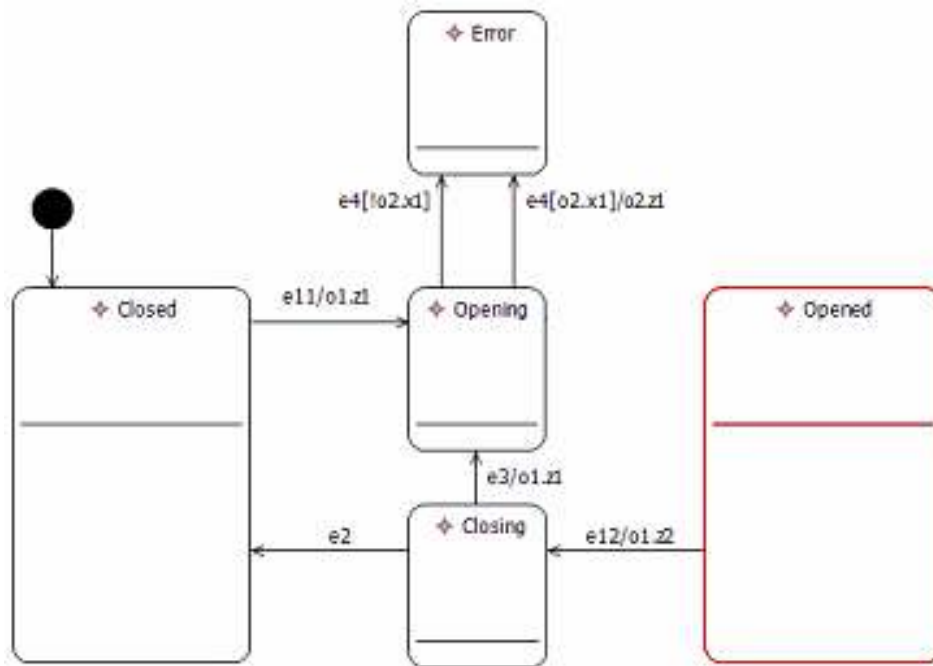 Error
e4[!o2.x1]
e4[o2.x1]/o2.z1
Closed
e11/o1.z1
Opening
Opened
e3/o1.z1
Closing
e2
e12/o1.z2